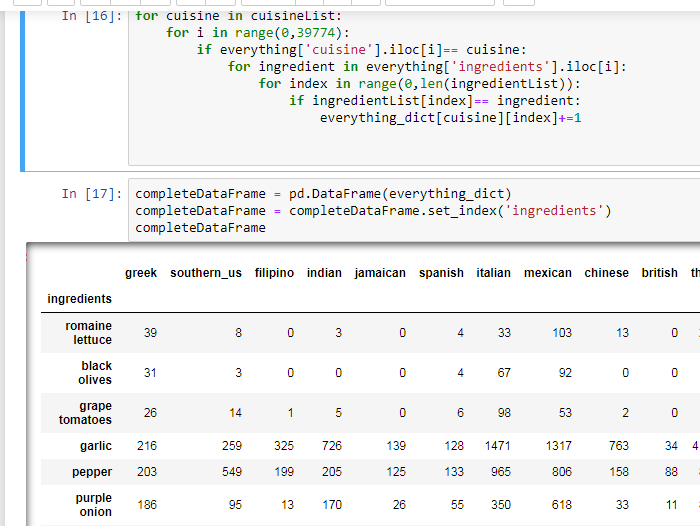 In [16]: for cuisine in cuisineList:
for i in range(0,39774):
if everything['cuisine'].iloc[i]== cuisine:
for ingredient in everything['ingredients'].iloc[i]:
for index in range(0,len(ingredientList)):
if ingredientList[index]== ingredient:
everything_dict[cuisine][index]+=1
In [17]: completeDataFrame = pd.DataFrame(everything_dict)
completeDataFrame = completeDataFrame.set_index('ingredients')
completeDataFrame
greek southern_us filipino indian jamaican spanish italian mexican chinese british th
ingredients
romaine lettuce 39 8 0 3 0 4 33 103 13 0
black olives 31 3 0 0 0 4 67 92 0 0
grape tomatoes 26 14 1 5 0 6 98 53 2 0
garlic 216 259 325 726 139 128 1471 1317 763 34 4
pepper 203 549 199 205 125 133 965 806 158 88
purple onion 186 95 13 170 26 55 350 618 33 11